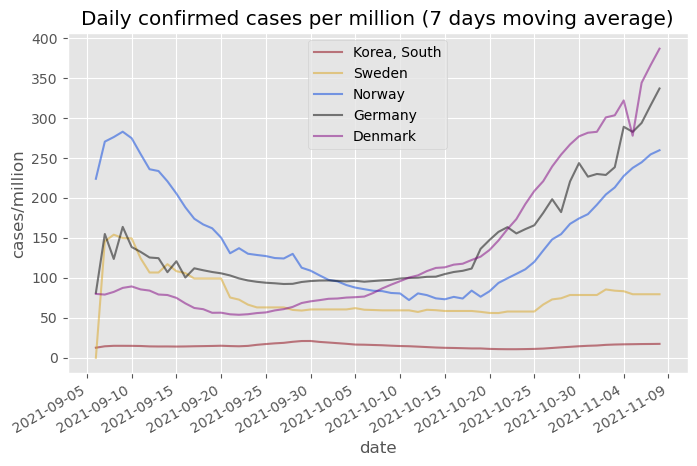 Daily confirmed cases per million (7 days moving average)
400
350
300
250
200
150
100
50
0
cases/million
Korea, South
Sweden
Norway
Germany
Denmark
2021-09-05
2021-09-10
2021-09-15
2021-09-20
2021-09-25
2021-09-30
2021-10-05
2021-10-10
2021-10-15
2021-10-20
2021-10-25
2021-10-30
2021-11-04
2021-11-09
date